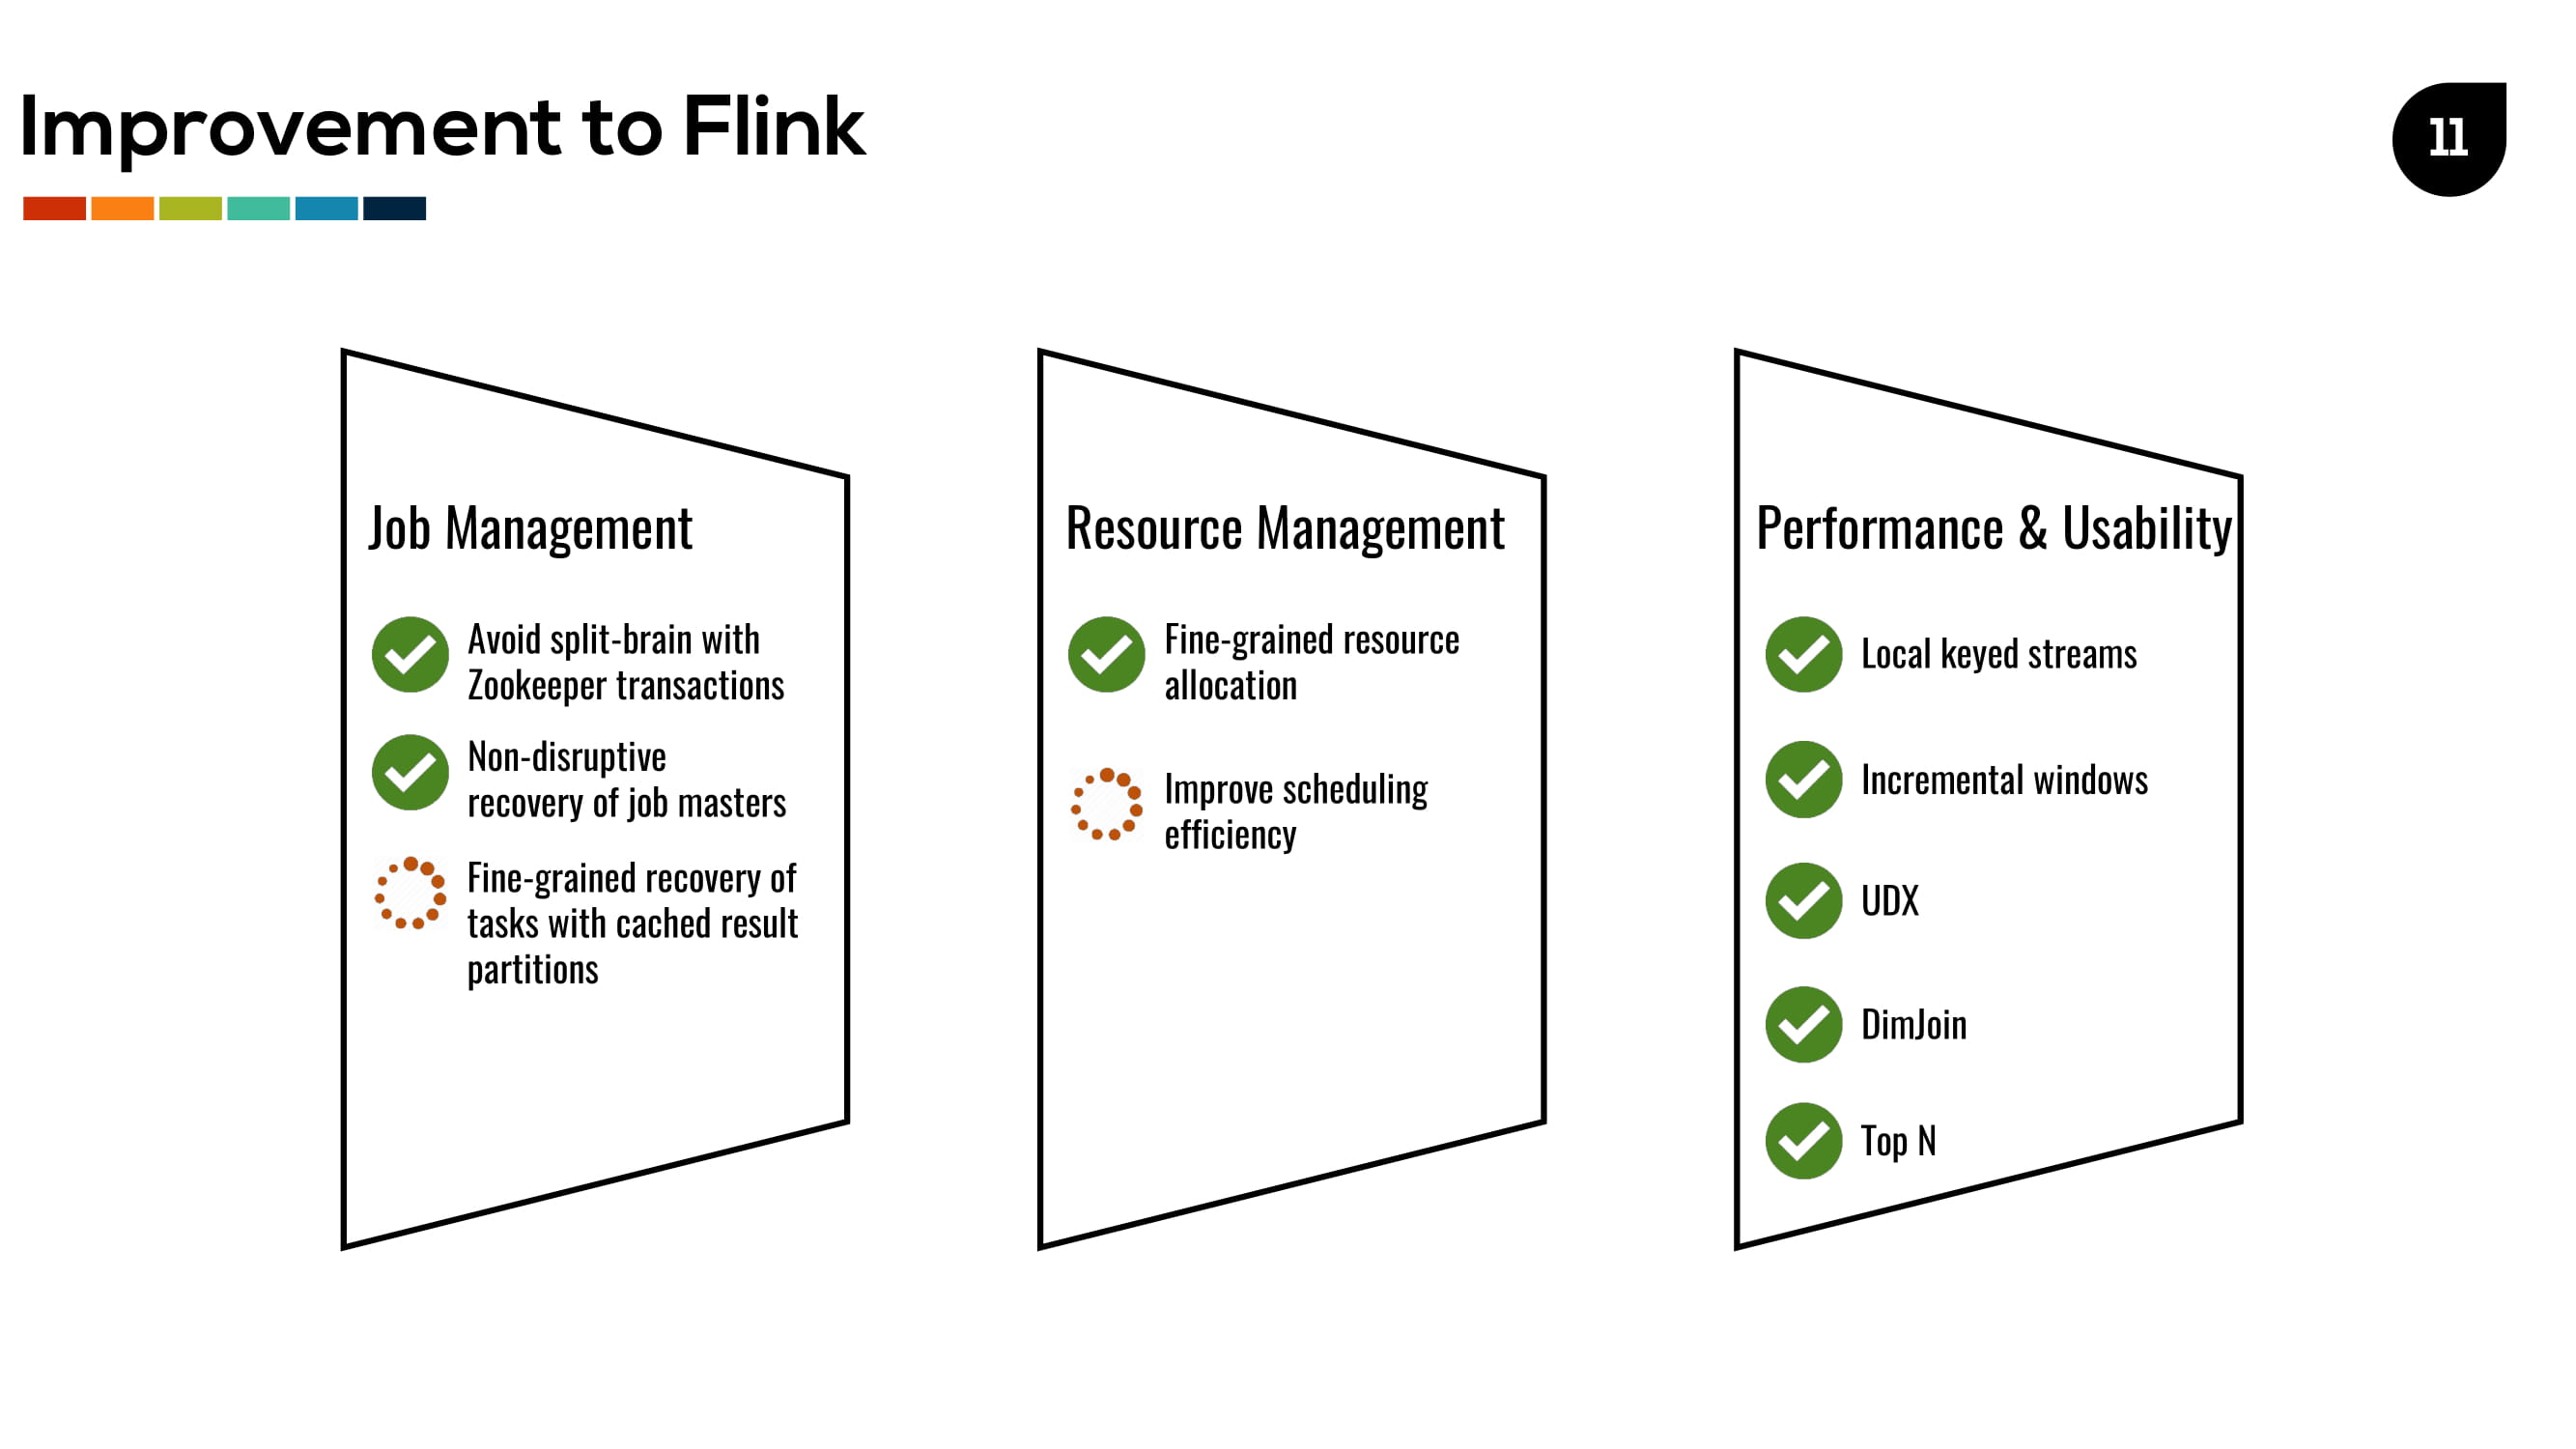 Improvement to Flink
11
Job Management
Avoid split-brain with
Zookeeper transactions
Non-disruptive
recovery of job masters
Fine-grained recovery of
tasks with cached result
partitions
Resource Management
Fine-grained resource
allocation
Improve scheduling
efficiency
Performance & Usability
Local keyed streams
Incremental windows
UDX
DimJoin
Top N